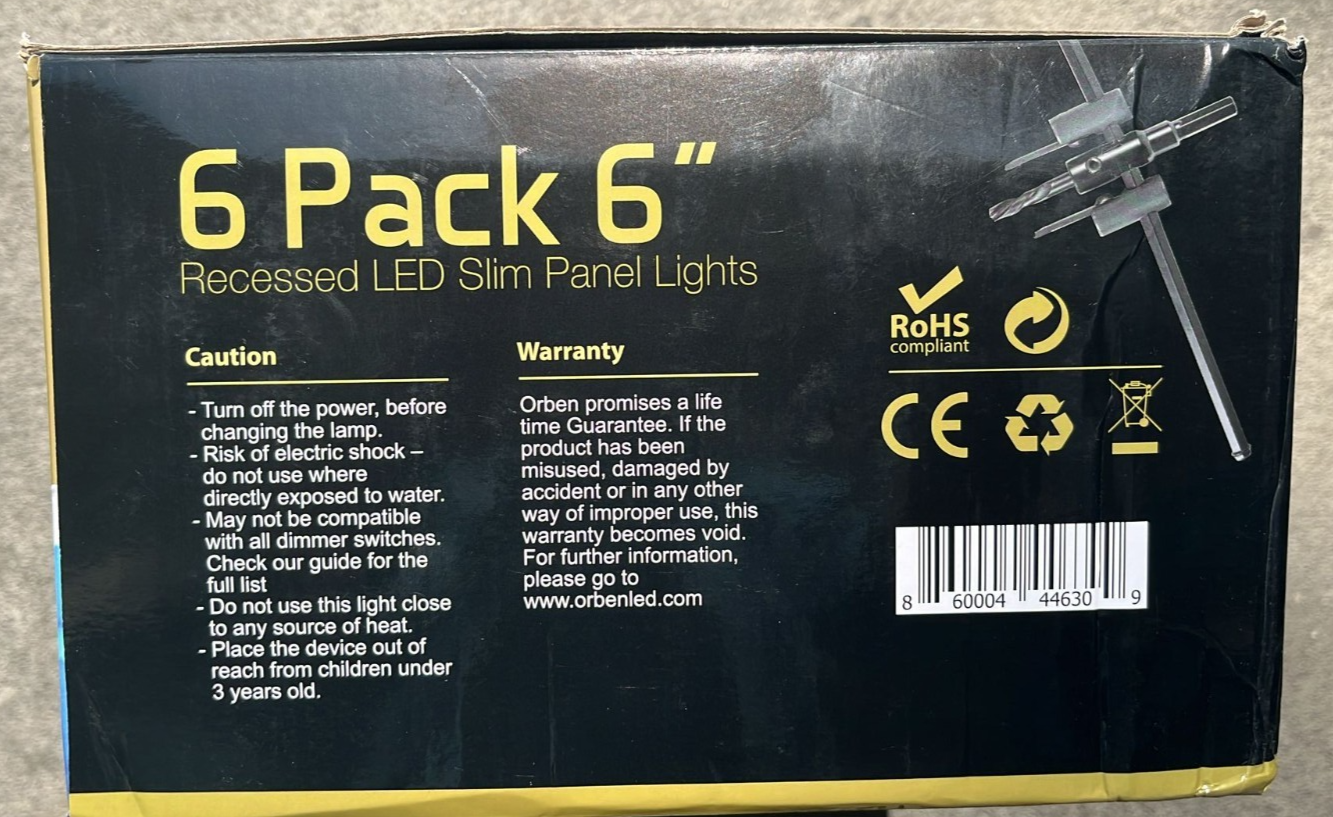 6 Pack 6"
Recessed LED Slim Panel Lights
Caution
- Turn off the power, before
changing the lamp.
- Risk of electric shock –
do not use where
directly exposed to water.
- May not be compatible
with all dimmer switches.
Check our guide for the
full list
- Do not use this light close
to any source of heat.
- Place the device out of
reach from children under
3 years old.
Warranty
Orben promises a life
time Guarantee. If the
product has been
misused, damaged by
accident or in any other
way of improper use, this
warranty becomes void.
For further information,
please go to
www.orbenled.com
RoHS
compliant
CE
8 60004 44630 9